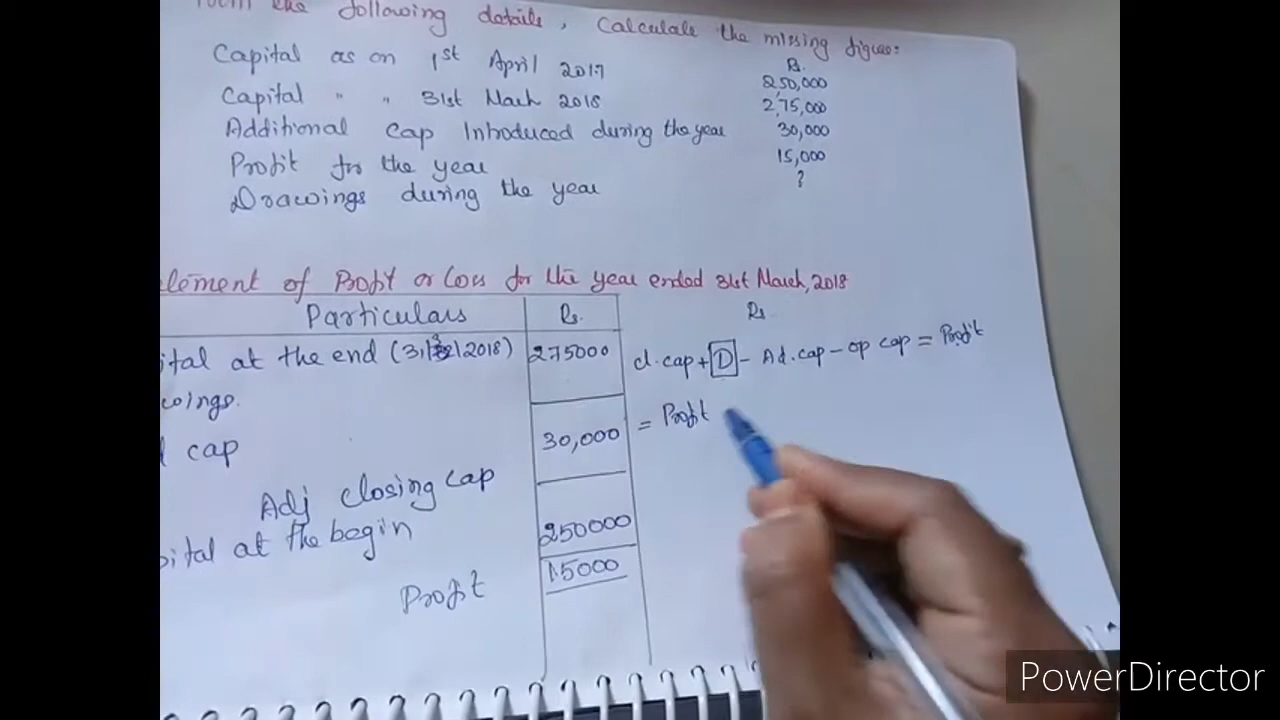 the following details, Calculate the missing figures:
Rs.
Capital as on 1st April 2017 250,000
Capital " " 31st March 2018 2,75,000
Additional Cap Introduced during the year 30,000
Profit for the year 15,000
Drawings during the year ?
tement of Profit or Loss for the year ended 31st March, 2018
Particulars Rs. Rs
ital at the end (31/3/2018) 275000 cl. cap + D - Ad. cap - op cap = Profit
wings.
cap 30,000 = Profit
Adj closing Cap
pital at the begin 250000
Profit 15000
PowerDirector